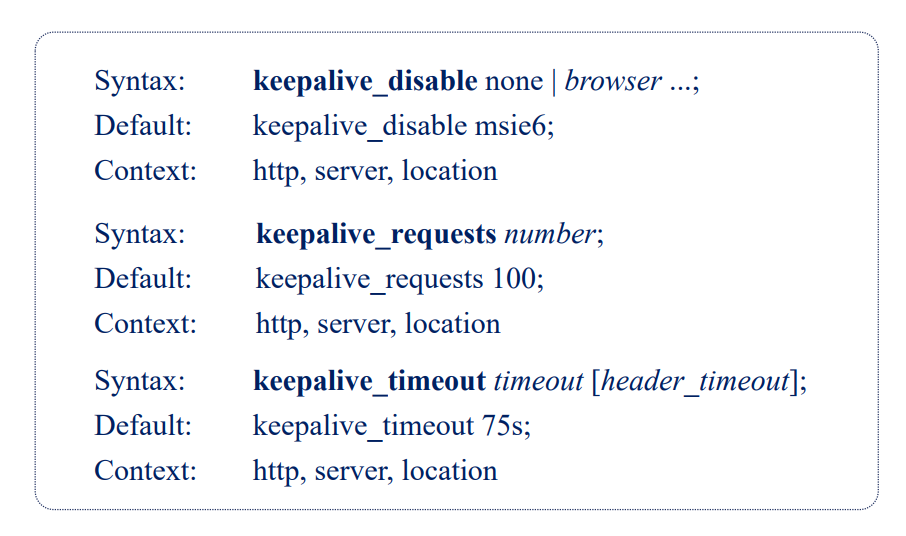 Syntax: keepalive_disable none | browser ...;
Default: keepalive_disable msie6;
Context: http, server, location
Syntax: keepalive_requests number;
Default: keepalive_requests 100;
Context: http, server, location
Syntax: keepalive_timeout timeout [header_timeout];
Default: keepalive_timeout 75s;
Context: http, server, location